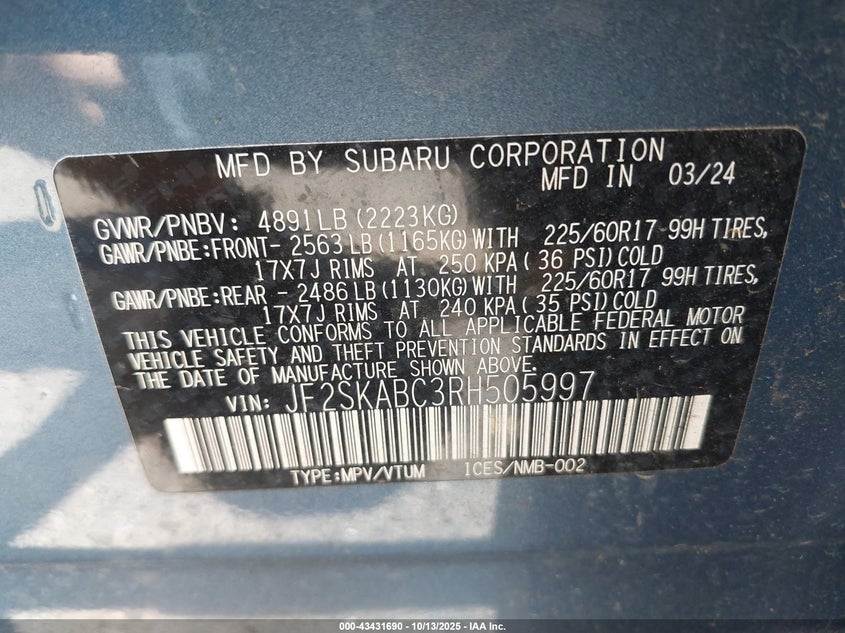 MFD BY SUBARU CORPORATION
MFD IN 03/24
GVWR/PNBV: 4891LB (2223KG)
GAWR/PNBE:FRONT- 2563LB (1165KG) WITH 225/60R17 99H TIRES,
17X7J RIMS AT 250 KPA ( 36 PSI) COLD
GAWR/PNBE:REAR - 2486LB (1130KG) WITH 225/60R17 99H TIRES,
17X7J RIMS AT 240 KPA ( 35 PSI) COLD
THIS VEHICLE CONFORMS TO ALL APPLICABLE FEDERAL MOTOR
VEHICLE SAFETY AND THEFT PREVENTION STANDARDS IN EFFECT ON
THE DATE OF MANUFACTURE SHOWN ABOVE.
VIN: JF2SKABC3RH505997
TYPE:MPV/VTUM ICES/NMB-002
000-43431690 - 10/13/2025 - IAA Inc.